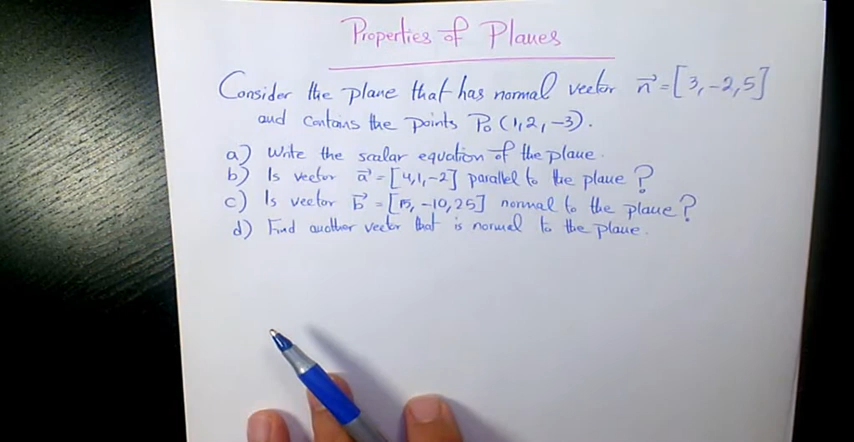 Properties of Planes
Consider the plane that has normal vector n⃗ = [3, -2, 5]
and contains the points P₀ (1, 2, -3).
a) Write the scalar equation of the plane.
b) Is vector a⃗ = [4, 1, -2] parallel to the plane?
c) Is vector b⃗ = [15, -10, 25] normal to the plane?
d) Find another vector that is normal to the plane.